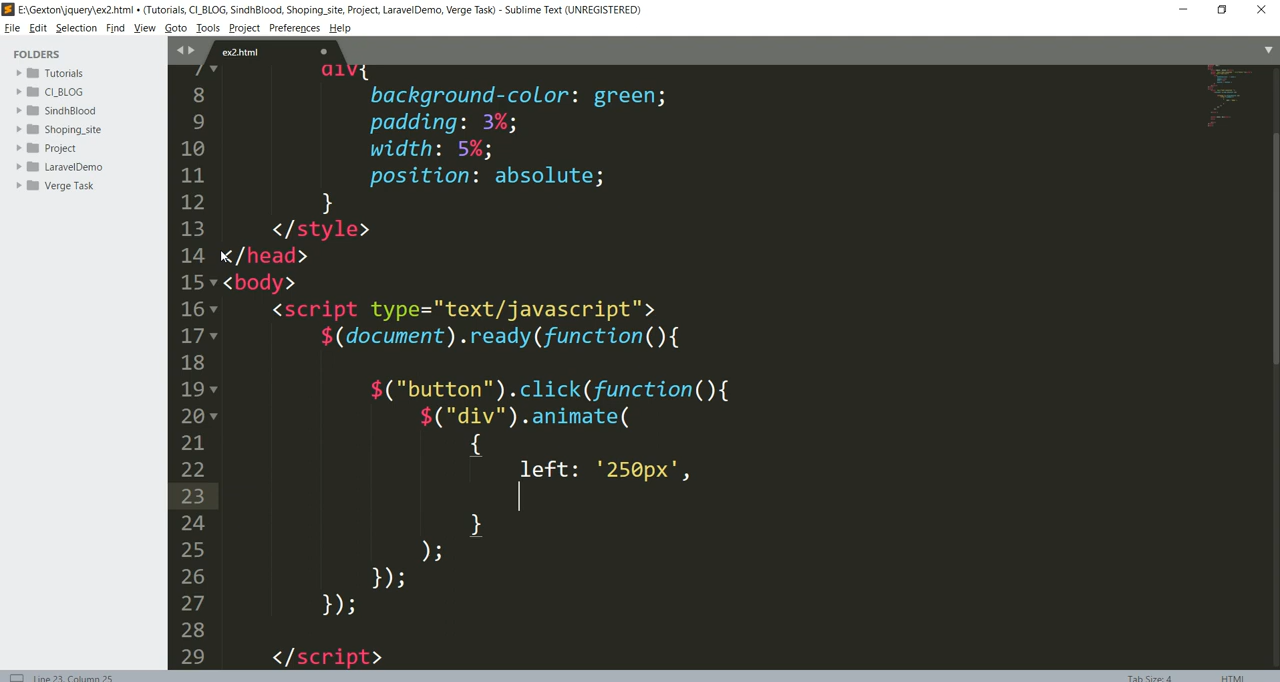 E:\Gexton\jquery\ex2.html • (Tutorials, CI_BLOG, SindhBlood, Shoping_site, Project, LaravelDemo, Verge Task) - Sublime Text (UNREGISTERED)
File Edit Selection Find View Goto Tools Project Preferences Help
FOLDERS
Tutorials
CI_BLOG
SindhBlood
Shoping_site
Project
LaravelDemo
Verge Task
ex2.html
7 div{
8 background-color: green;
9 padding: 3%;
10 width: 5%;
11 position: absolute;
12 }
13 </style>
14 </head>
15 <body>
16 <script type="text/javascript">
17 $(document).ready(function(){
18
19 $("button").click(function(){
20 $("div").animate(
21 {
22 left: '250px',
23
24 }
25 );
26 });
27 });
28
29 </script>
Line 23, Column 25
Tab Size: 4
HTML